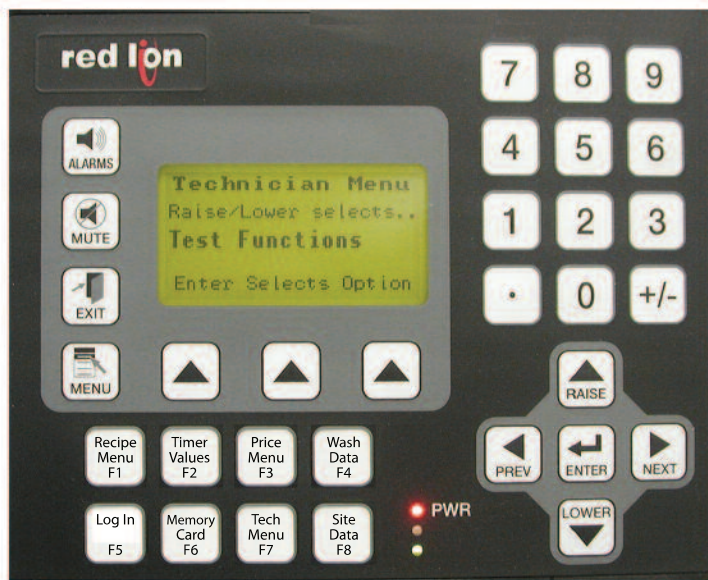 red lion
ALARMS
MUTE
EXIT
MENU
Technician Menu
Raise/Lower selects..
Test Functions
Enter Selects Option
7 8 9
4 5 6
1 2 3
. 0 +/-
RAISE
PREV
ENTER
NEXT
LOWER
Recipe
Menu
F1
Timer
Values
F2
Price
Menu
F3
Wash
Data
F4
Log In
F5
Memory
Card
F6
Tech
Menu
F7
Site
Data
F8
PWR